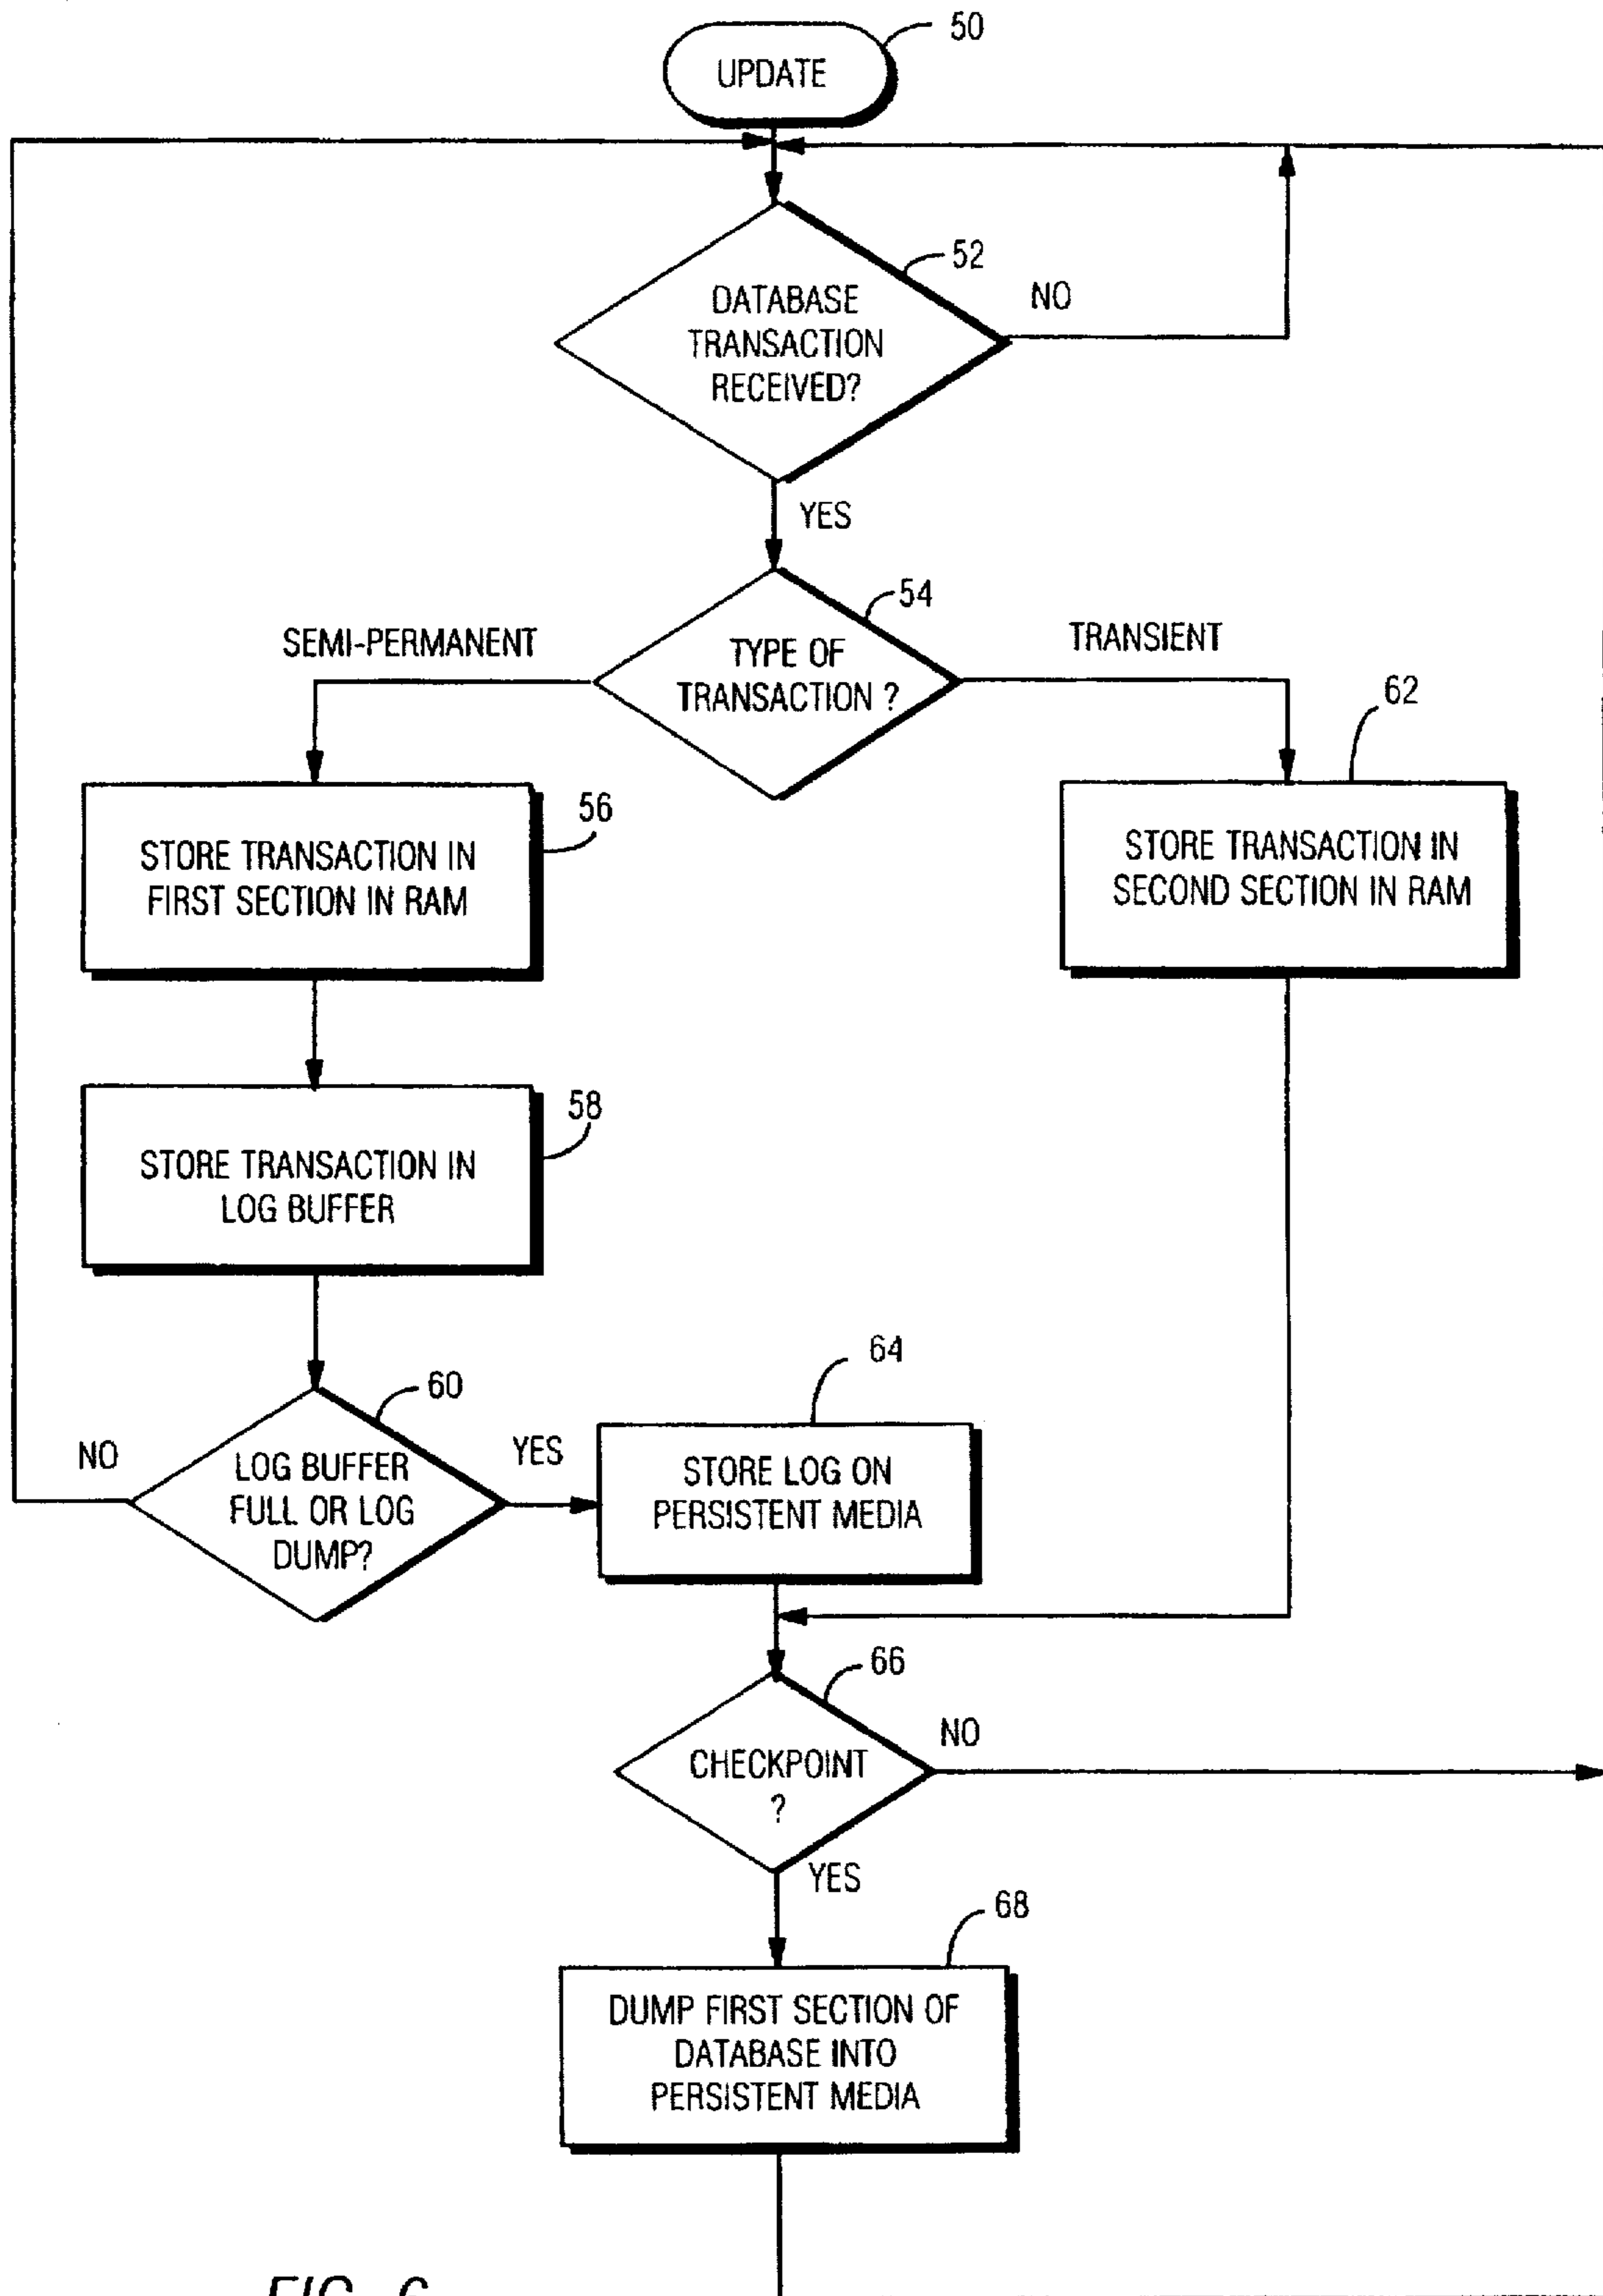 50
UPDATE
52
DATABASE
TRANSACTION
RECEIVED?
NO
YES
54
TYPE OF
TRANSACTION ?
SEMI-PERMANENT
TRANSIENT
62
56
STORE TRANSACTION IN
FIRST SECTION IN RAM
STORE TRANSACTION IN
SECOND SECTION IN RAM
58
STORE TRANSACTION IN
LOG BUFFER
64
60
NO
LOG BUFFER
FULL OR LOG
DUMP?
YES
STORE LOG ON
PERSISTENT MEDIA
66
NO
CHECKPOINT
?
YES
68
DUMP FIRST SECTION OF
DATABASE INTO
PERSISTENT MEDIA
FIG. 6